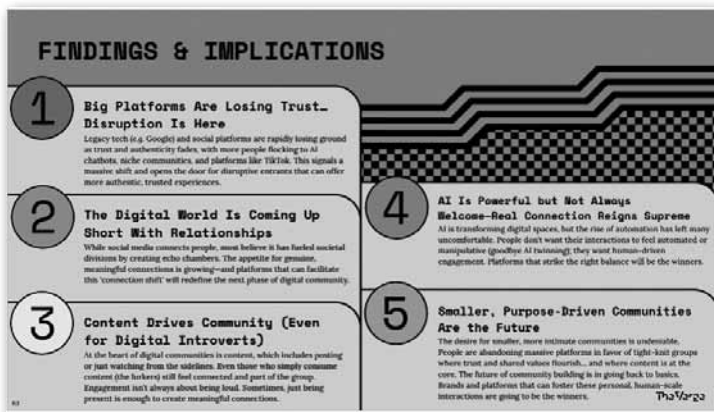 FINDINGS & IMPLICATIONS
1
Big Platforms Are Losing Trust—
Disruption Is Here
Legacy tech (e.g. Google) and social platforms are rapidly losing ground
as trust and authenticity fades, with more people flocking to AI
chatbots, niche communities, and platforms like TikTok. This signals a
massive shift and opens the door for disruptive entrants that can offer
more authentic, trusted experiences.
2
The Digital World Is Coming Up
Short With Relationships
While social media connects people, most believe it has fueled societal
divisions by creating echo chambers. The appetite for genuine,
meaningful connections is growing—and platforms that can facilitate
this 'connection shift' will redefine the next phase of digital community.
3
Content Drives Community (Even
for Digital Introverts)
At the heart of digital communities is content, which includes posting
or just watching from the sidelines. Even those who simply consume
content (the lurkers) still feel connected and part of the group.
Engagement isn't always about being loud. Sometimes, just being
present is enough to create meaningful connections.
4
AI Is Powerful but Not Always
Welcome—Real Connection Reigns Supreme
AI is transforming digital spaces, but the rise of automation has left many
uncomfortable. People don't want their interactions to feel automated or
manipulative (goodbye AI twinning); they want human-driven
engagement. Platforms that strike the right balance will be the winners.
5
Smaller, Purpose-Driven Communities
Are the Future
The desire for smaller, more intimate communities is undeniable.
People are abandoning massive platforms in favor of tight-knit groups
where trust and shared values flourish... and where content is at the
core. The future of community building is in going back to basics.
Brands and platforms that can foster these personal, human-scale
interactions are going to be the winners.
TheVerge